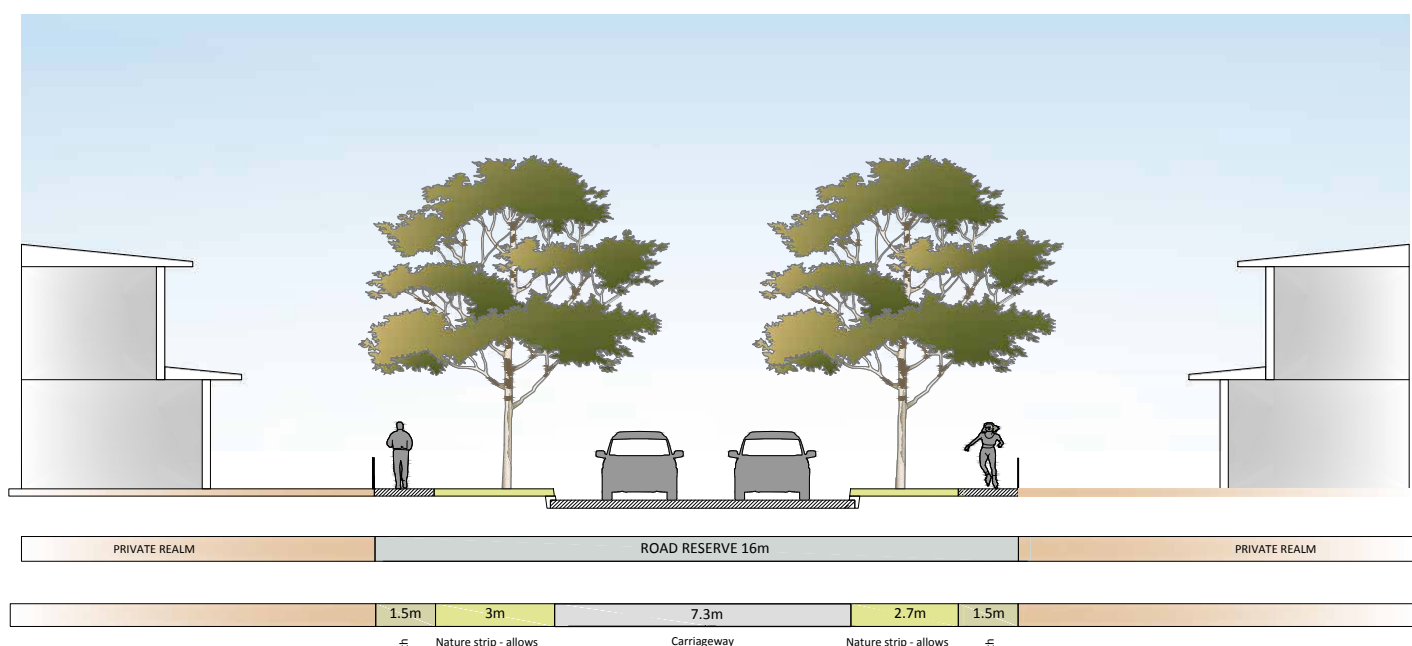 PRIVATE REALM
ROAD RESERVE 16m
PRIVATE REALM
1.5m
3m
7.3m
2.7m
1.5m
Nature strip - allows
Carriageway
Nature strip - allows